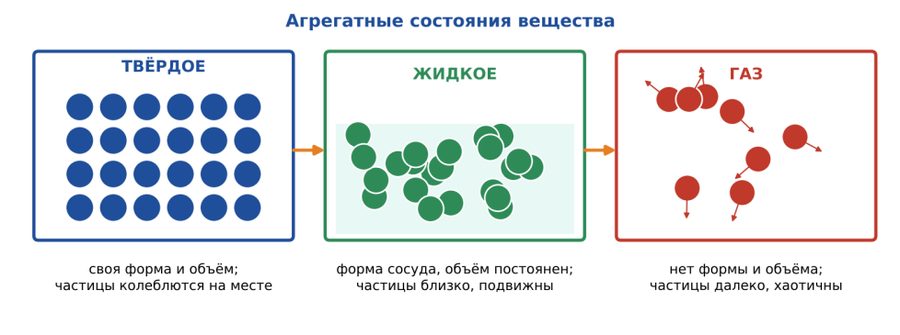 Агрегатные состояния вещества
ТВЁРДОЕ
ЖИДКОЕ
ГАЗ
своя форма и объём;
частицы колеблются на месте
форма сосуда, объём постоянен;
частицы близко, подвижны
нет формы и объёма;
частицы далеко, хаотичны